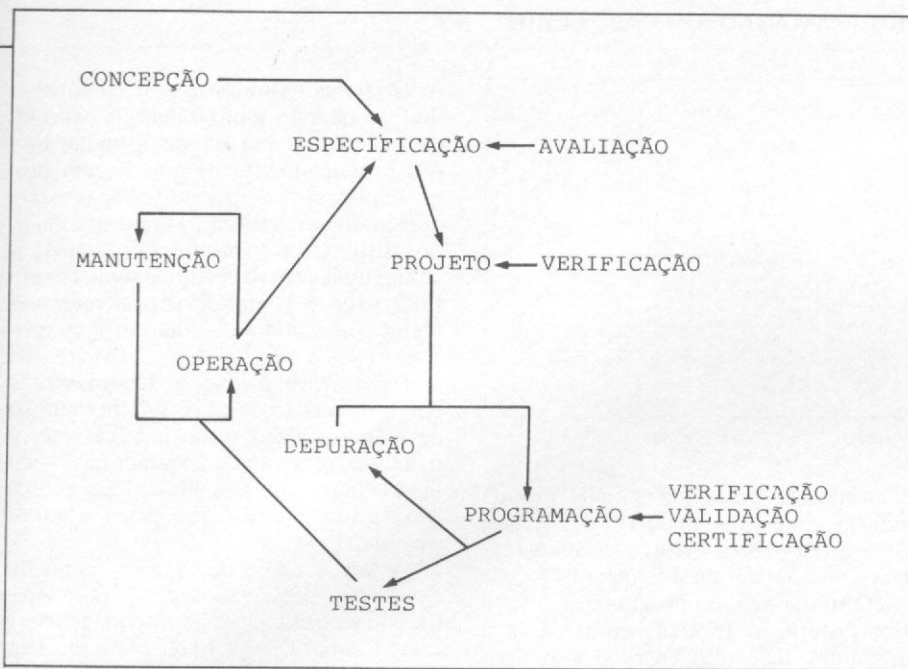 CONCEPÇÃO
ESPECIFICAÇÃO
AVALIAÇÃO
MANUTENÇÃO
PROJETO
VERIFICAÇÃO
OPERAÇÃO
DEPURAÇÃO
PROGRAMAÇÃO
VERIFICAÇÃO
VALIDAÇÃO
CERTIFICAÇÃO
TESTES